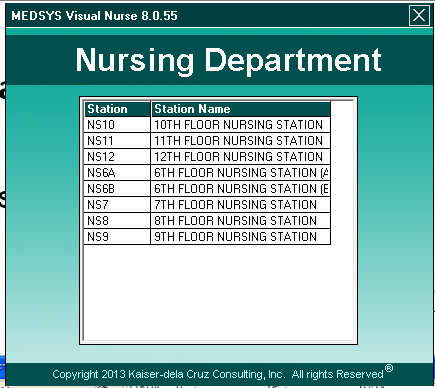 MEDSYS Visual Nurse 8.0.55
Nursing Department
Station Station Name
NS10 10TH FLOOR NURSING STATION
NS11 11TH FLOOR NURSING STATION
NS12 12TH FLOOR NURSING STATION
NS6A 6TH FLOOR NURSING STATION (A
NS6B 6TH FLOOR NURSING STATION (B
NS7 7TH FLOOR NURSING STATION
NS8 8TH FLOOR NURSING STATION
NS9 9TH FLOOR NURSING STATION
Copyright 2013 Kaiser-dela Cruz Consulting, Inc. All rights Reserved ®